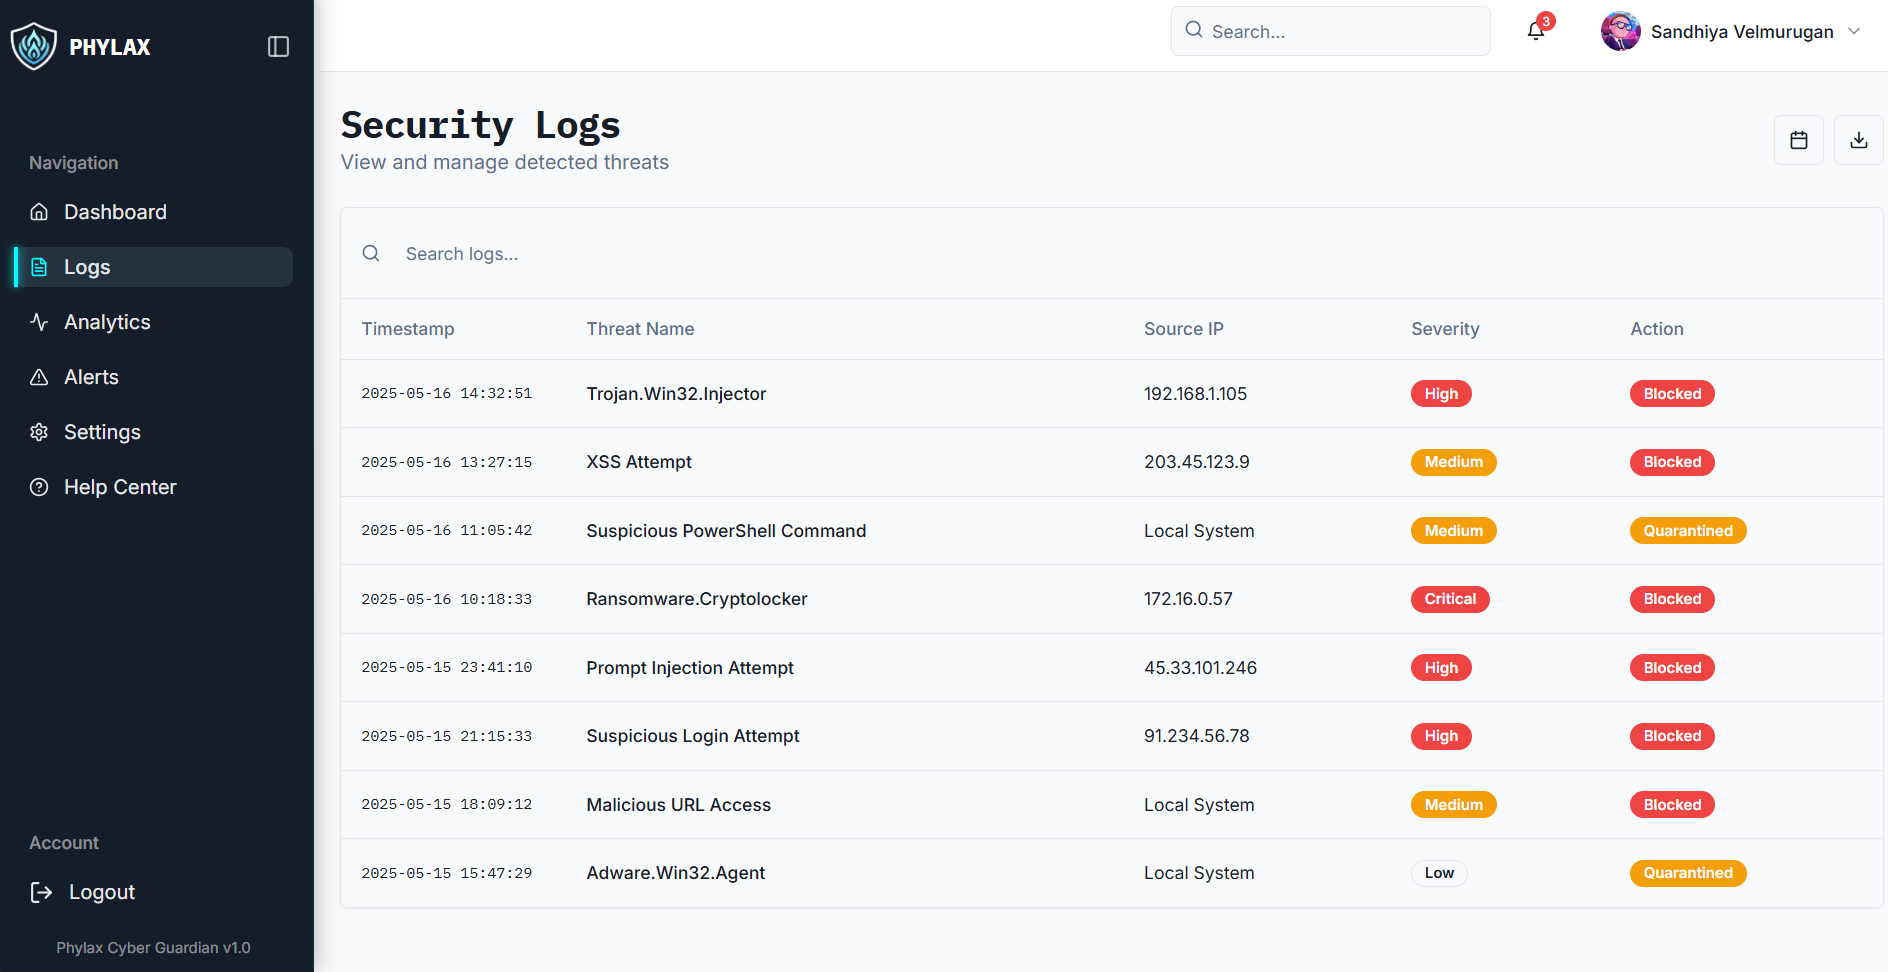 PHYLAX
Search...
3
Sandhiya Velmurugan
Navigation
Dashboard
Logs
Analytics
Alerts
Settings
Help Center
Account
Logout
Phylax Cyber Guardian v1.0
Security Logs
View and manage detected threats
Search logs...
Timestamp Threat Name Source IP Severity Action
2025-05-16 14:32:51 Trojan.Win32.Injector 192.168.1.105 High Blocked
2025-05-16 13:27:15 XSS Attempt 203.45.123.9 Medium Blocked
2025-05-16 11:05:42 Suspicious PowerShell Command Local System Medium Quarantined
2025-05-16 10:18:33 Ransomware.Cryptolocker 172.16.0.57 Critical Blocked
2025-05-15 23:41:10 Prompt Injection Attempt 45.33.101.246 High Blocked
2025-05-15 21:15:33 Suspicious Login Attempt 91.234.56.78 High Blocked
2025-05-15 18:09:12 Malicious URL Access Local System Medium Blocked
2025-05-15 15:47:29 Adware.Win32.Agent Local System Low Quarantined